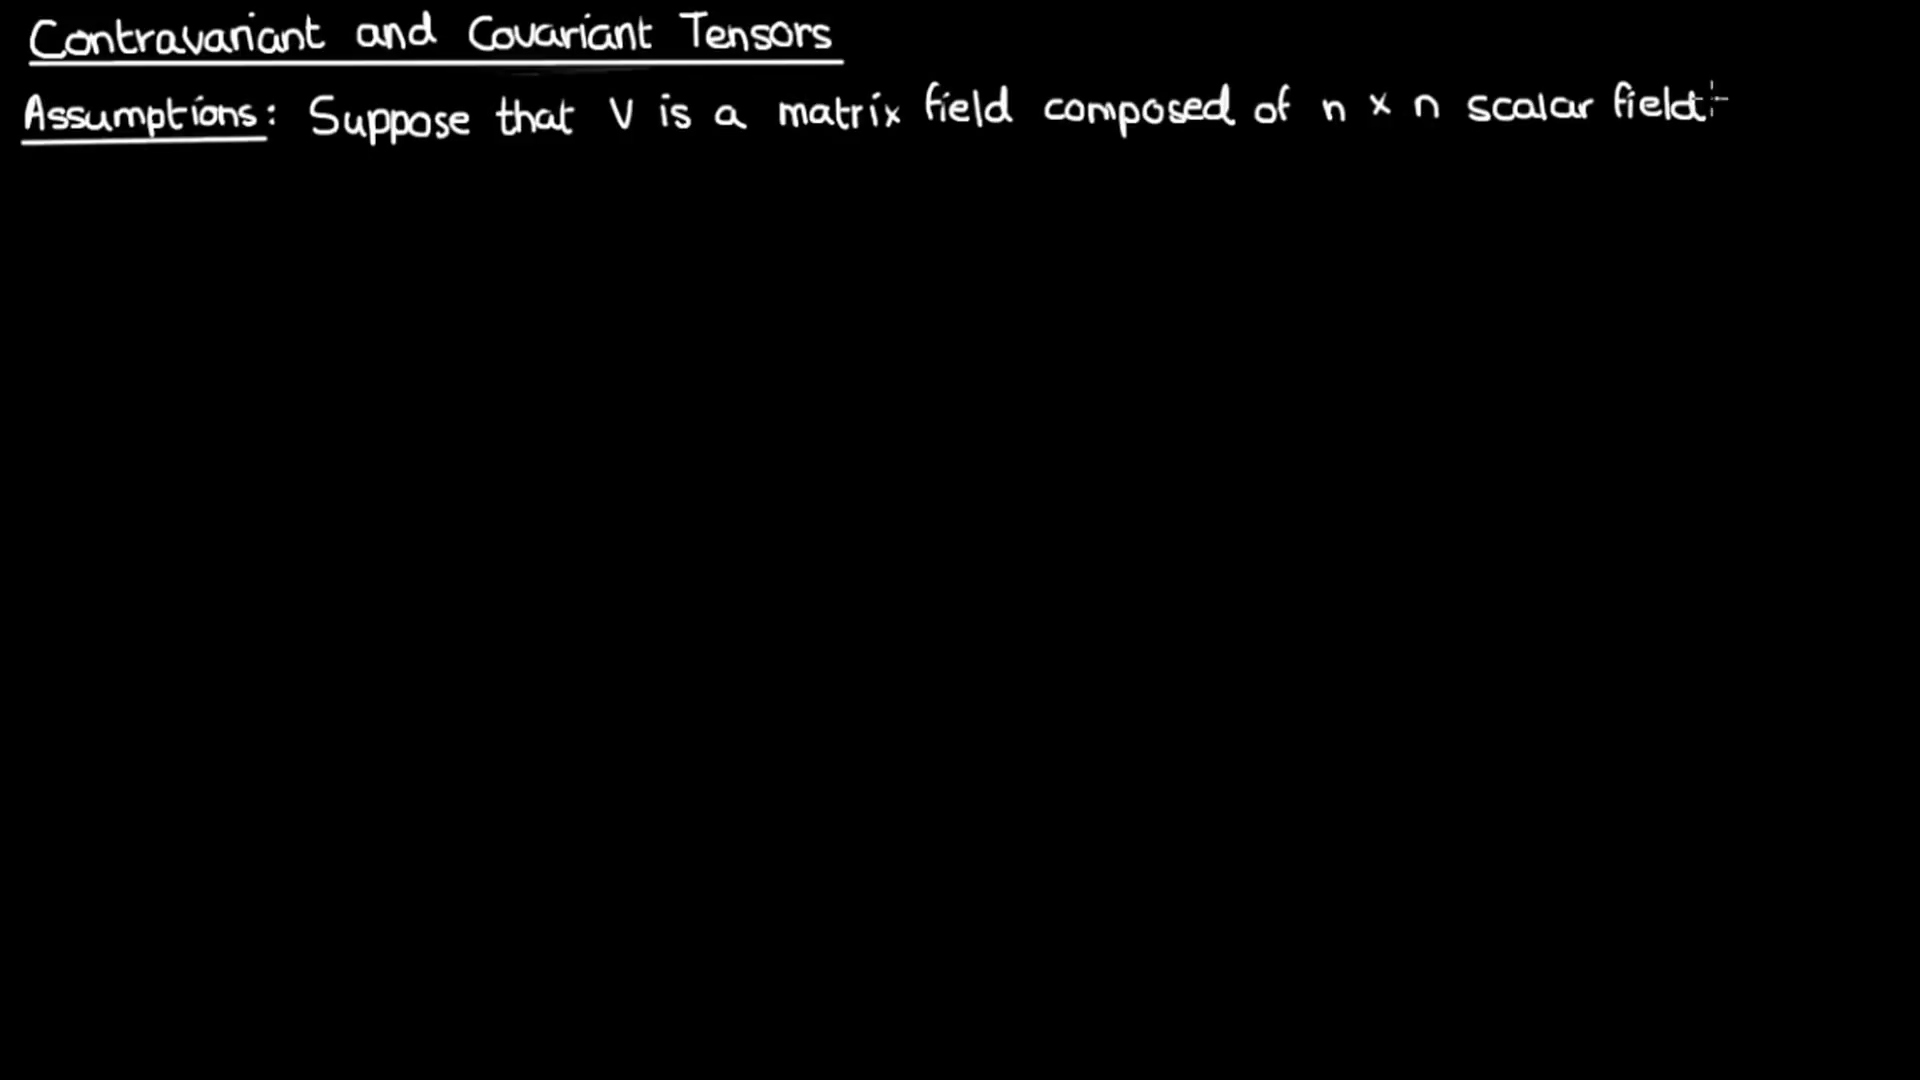 Contravariant and Covariant Tensors
Assumptions: Suppose that V is a matrix field composed of n × n scalar field